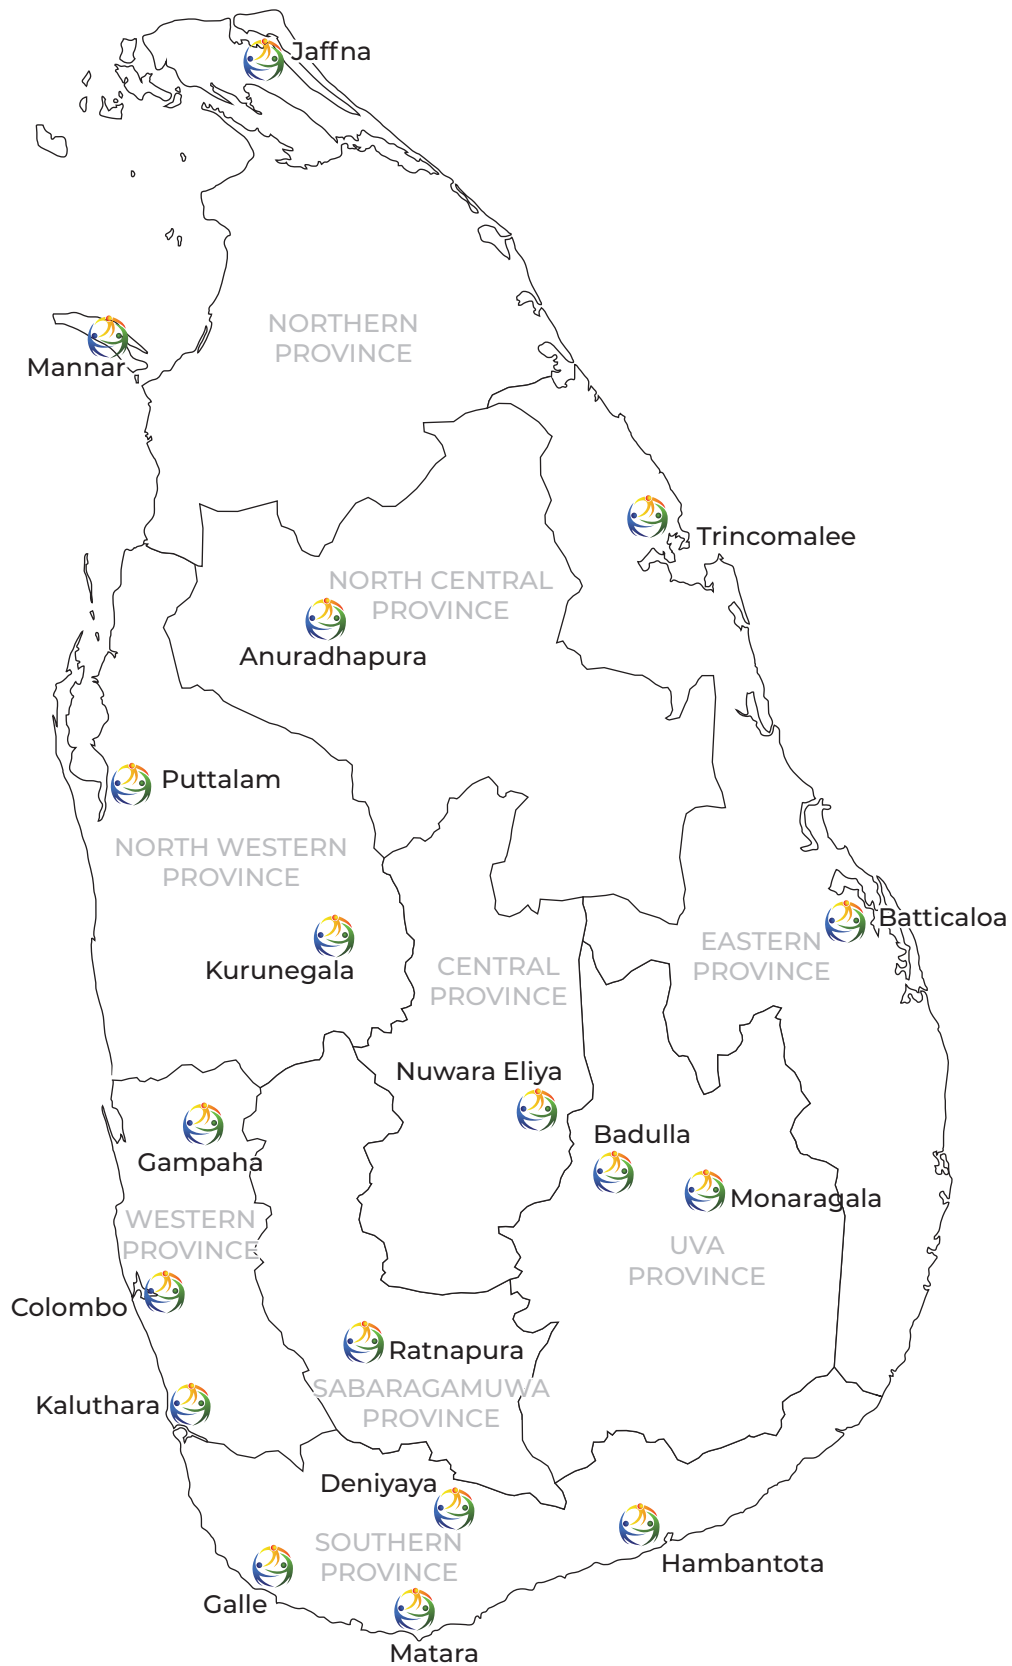 Jaffna
NORTHERN
PROVINCE
Mannar
Trincomalee
NORTH CENTRAL
PROVINCE
Anuradhapura
Puttalam
NORTH WESTERN
PROVINCE
Kurunegala
Batticaloa
EASTERN
PROVINCE
CENTRAL
PROVINCE
Nuwara Eliya
Badulla
Monaragala
Gampaha
WESTERN
PROVINCE
UVA
PROVINCE
Colombo
Ratnapura
SABARAGAMUWA
PROVINCE
Kaluthara
Deniyaya
SOUTHERN
PROVINCE
Hambantota
Galle
Matara